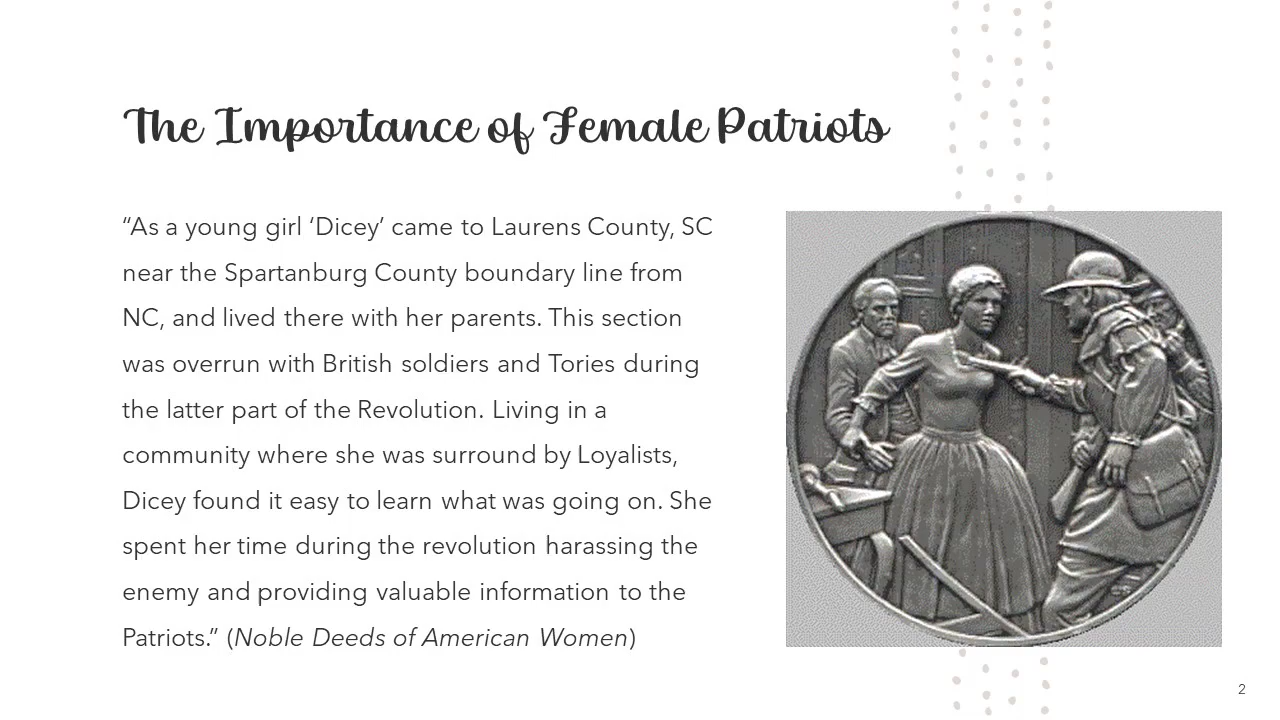 The Importance of Female Patriots
“As a young girl ‘Dicey’ came to Laurens County, SC
near the Spartanburg County boundary line from
NC, and lived there with her parents. This section
was overrun with British soldiers and Tories during
the latter part of the Revolution. Living in a
community where she was surround by Loyalists,
Dicey found it easy to learn what was going on. She
spent her time during the revolution harassing the
enemy and providing valuable information to the
Patriots.” (Noble Deeds of American Women)
2